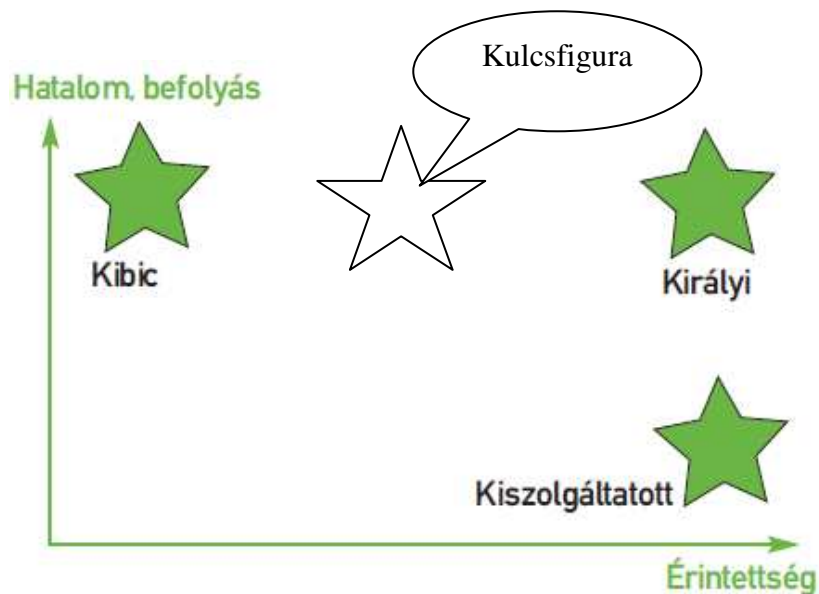 Kulcsfigura
Hatalom, befolyás
Kibic
Királyi
Kiszolgáltatott
Érintettség